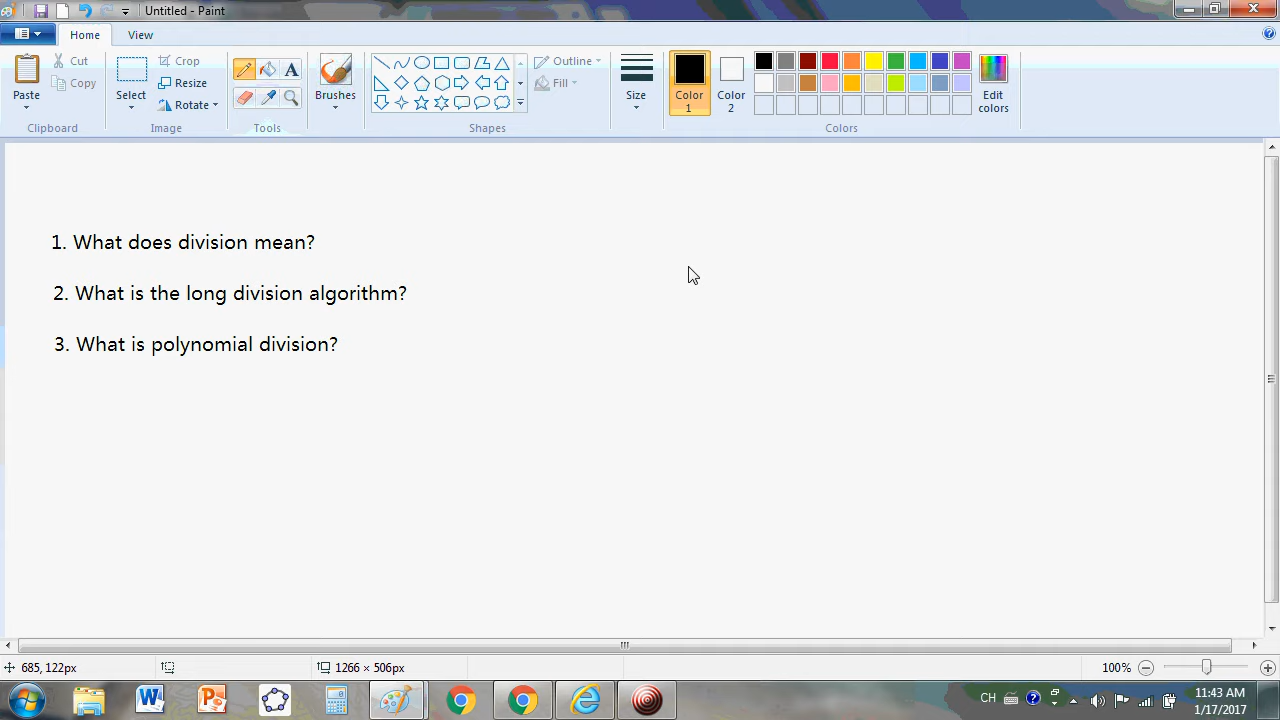 Untitled - Paint
Home View
Paste
Cut
Copy
Clipboard
Select
Crop
Resize
Rotate
Image
Tools
Brushes
Shapes
Outline
Fill
Size
Color 1
Color 2
Edit colors
Colors
1. What does division mean?
2. What is the long division algorithm?
3. What is polynomial division?
685, 122px
1266 × 506px
100%
CH
11:43 AM
1/17/2017